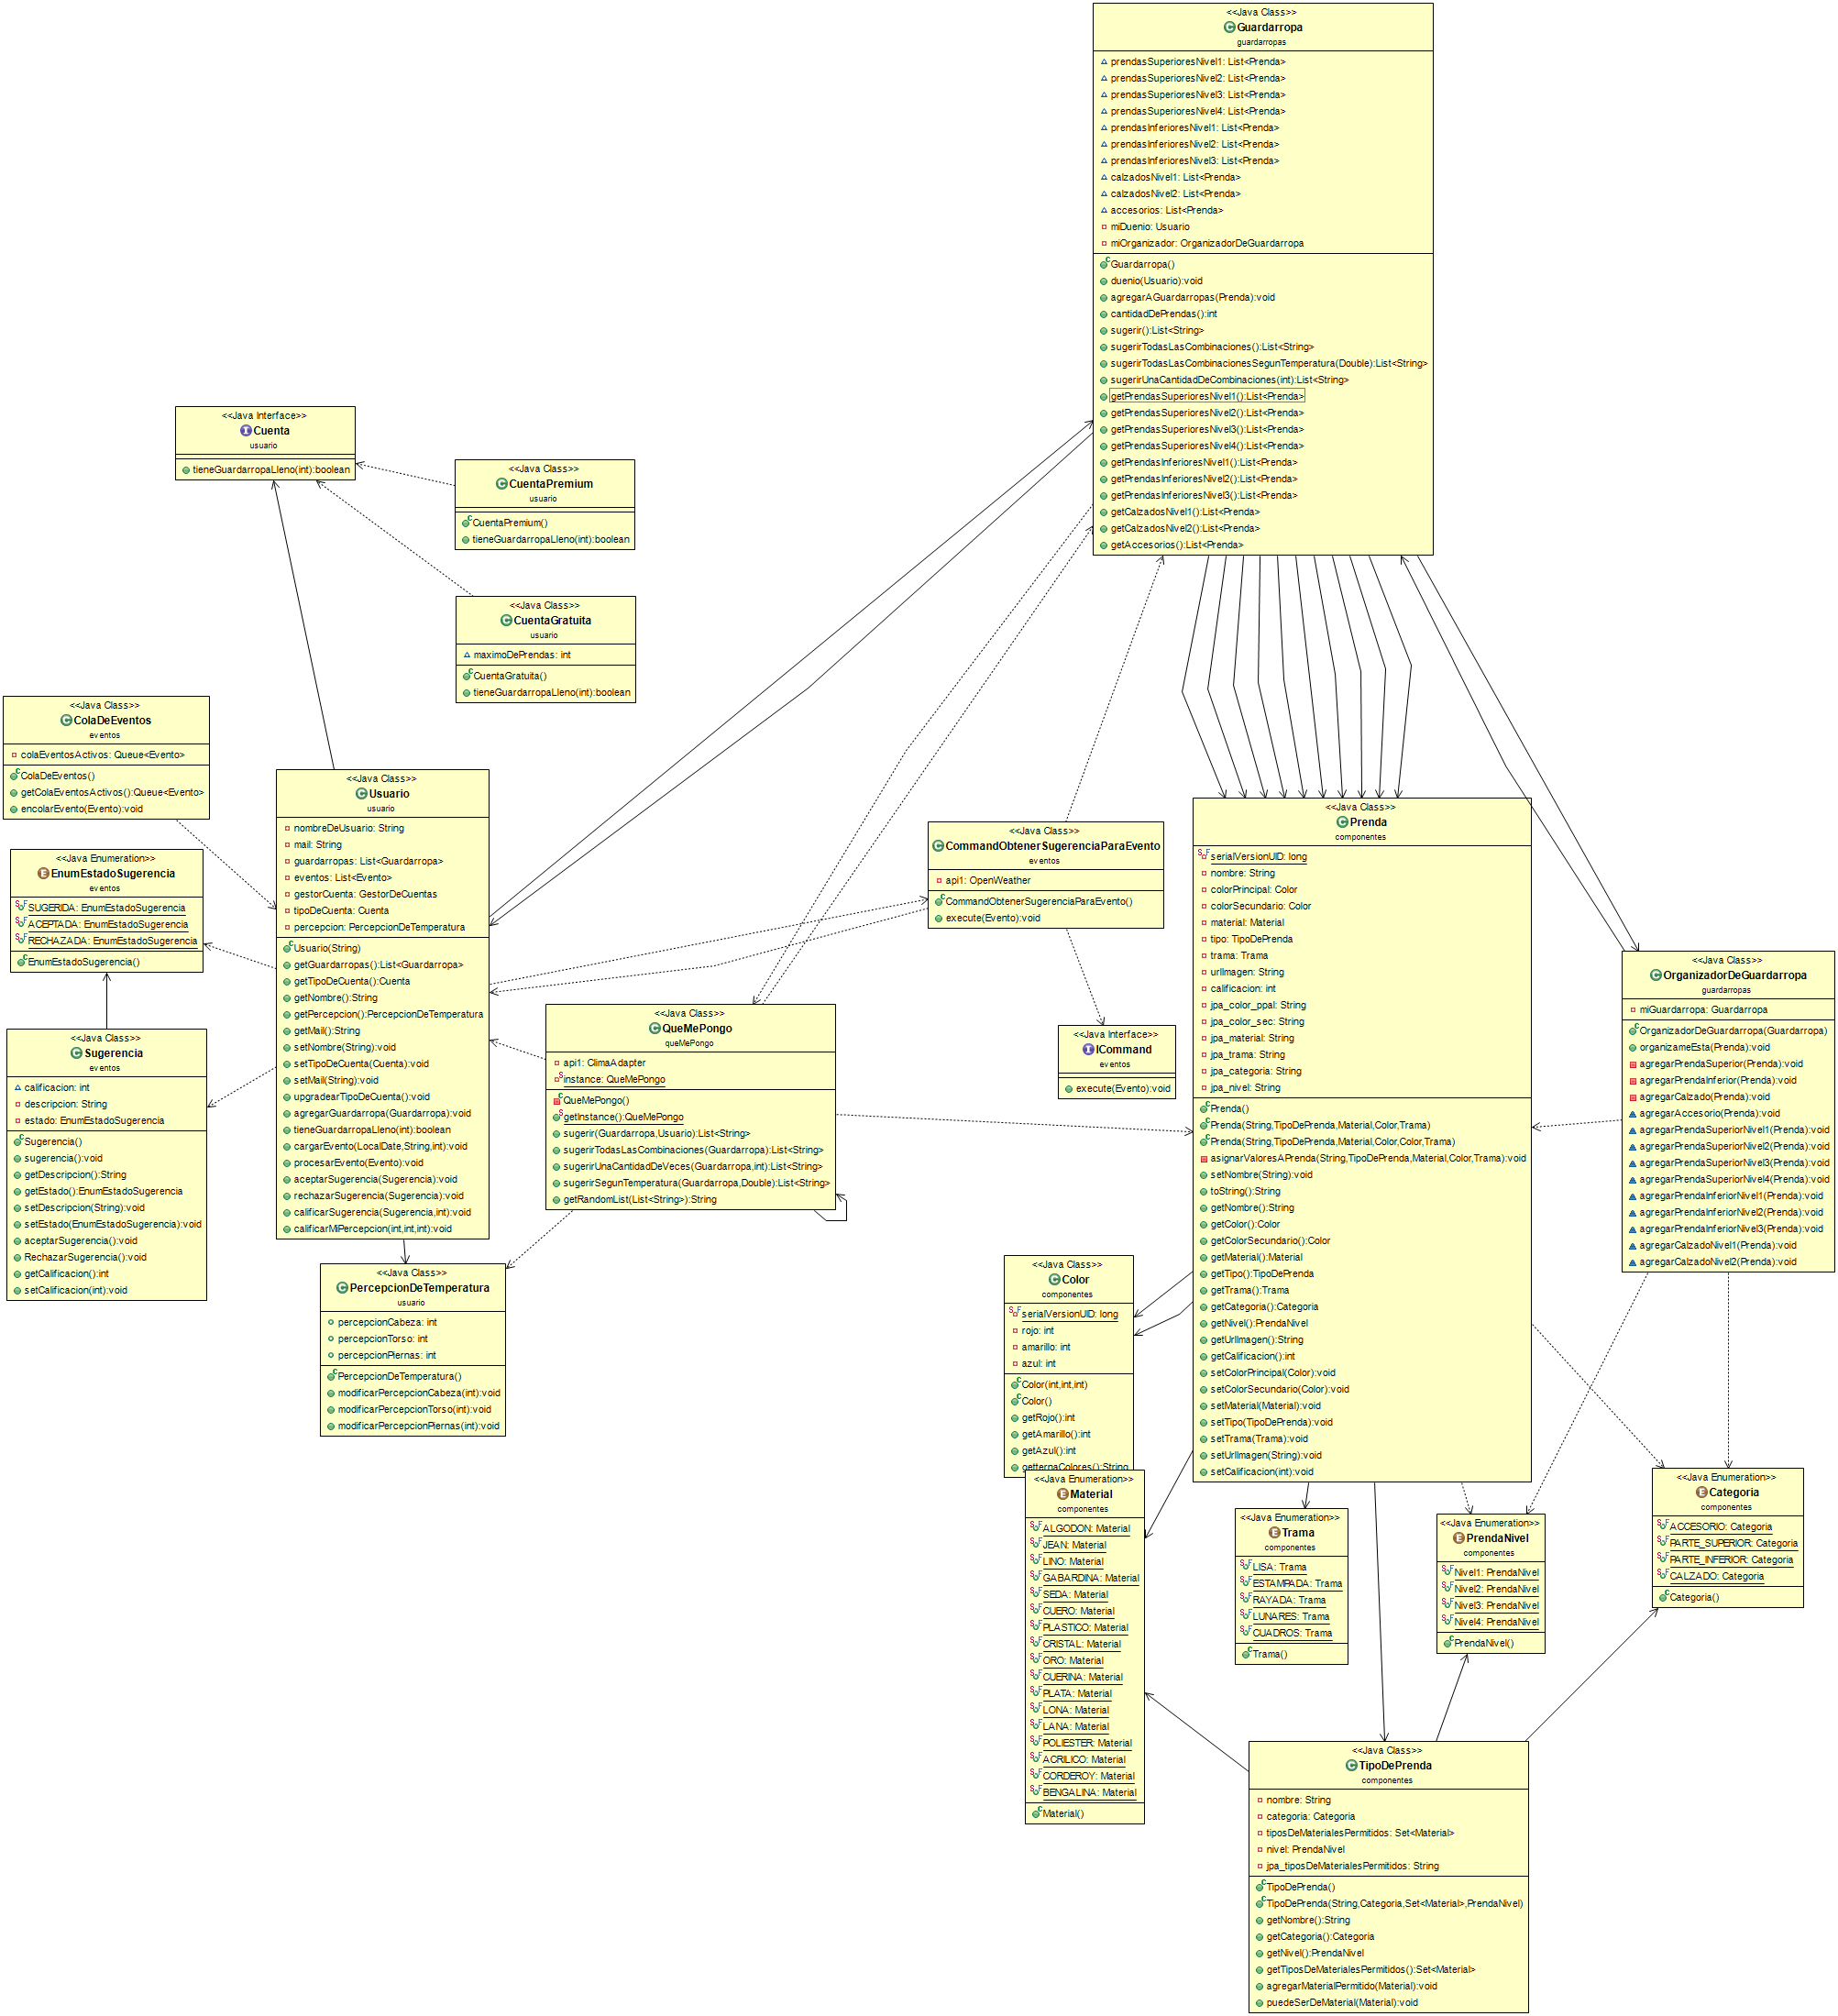 <<Java Class>>
Guardarropa
guardarropas
prendasSuperioresNivel1: List<Prenda>
prendasSuperioresNivel2: List<Prenda>
prendasSuperioresNivel3: List<Prenda>
prendasSuperioresNivel4: List<Prenda>
prendasInferioresNivel1: List<Prenda>
prendasInferioresNivel2: List<Prenda>
prendasInferioresNivel3: List<Prenda>
calzadosNivel1: List<Prenda>
calzadosNivel2: List<Prenda>
accesorios: List<Prenda>
miDuenio: Usuario
miOrganizador: OrganizadorDeGuardarropa
Guardarropa()
duenio(Usuario):void
agregarAGuardarropas(Prenda):void
cantidadDePrendas():int
sugerir():List<String>
sugerirTodasLasCombinaciones():List<String>
sugerirTodasLasCombinacionesSegunTemperatura(Double):List<String>
sugerirUnaCantidadDeCombinaciones(int):List<String>
getPrendasSuperioresNivel1():List<Prenda>
getPrendasSuperioresNivel2():List<Prenda>
getPrendasSuperioresNivel3():List<Prenda>
getPrendasSuperioresNivel4():List<Prenda>
getPrendasInferioresNivel1():List<Prenda>
getPrendasInferioresNivel2():List<Prenda>
getPrendasInferioresNivel3():List<Prenda>
getCalzadosNivel1():List<Prenda>
getCalzadosNivel2():List<Prenda>
getAccesorios():List<Prenda>
<<Java Interface>>
Cuenta
usuario
tieneGuardarropaLleno(int):boolean
<<Java Class>>
CuentaPremium
usuario
CuentaPremium()
tieneGuardarropaLleno(int):boolean
<<Java Class>>
CuentaGratuita
usuario
maximoDePrendas: int
CuentaGratuita()
tieneGuardarropaLleno(int):boolean
<<Java Class>>
ColaDeEventos
eventos
colaEventosActivos: Queue<Evento>
ColaDeEventos()
getColaEventosActivos():Queue<Evento>
encolarEvento(Evento):void
<<Java Enumeration>>
EnumEstadoSugerencia
eventos
SUGERIDA: EnumEstadoSugerencia
ACEPTADA: EnumEstadoSugerencia
RECHAZADA: EnumEstadoSugerencia
EnumEstadoSugerencia()
<<Java Class>>
Sugerencia
eventos
calificacion: int
descripcion: String
estado: EnumEstadoSugerencia
Sugerencia()
sugerencia():void
getDescripcion():String
getEstado():EnumEstadoSugerencia
setDescripcion(String):void
setEstado(EnumEstadoSugerencia):void
aceptarSugerencia():void
RechazarSugerencia():void
getCalificacion():int
setCalificacion(int):void
<<Java Class>>
Usuario
usuario
nombreDeUsuario: String
mail: String
guardarropas: List<Guardarropa>
eventos: List<Evento>
gestorCuenta: GestorDeCuentas
tipoDeCuenta: Cuenta
percepcion: PercepcionDeTemperatura
Usuario(String)
getGuardarropas():List<Guardarropa>
getTipoDeCuenta():Cuenta
getNombre():String
getPercepcion():PercepcionDeTemperatura
getMail():String
setNombre(String):void
setTipoDeCuenta(Cuenta):void
setMail(String):void
upgradearTipoDeCuenta():void
agregarGuardarropa(Guardarropa):void
tieneGuardarropaLleno(int):boolean
cargarEvento(LocalDate,String,int):void
procesarEvento(Evento):void
aceptarSugerencia(Sugerencia):void
rechazarSugerencia(Sugerencia):void
calificarSugerencia(Sugerencia,int):void
calificarMiPercepcion(int,int,int):void
<<Java Class>>
PercepcionDeTemperatura
usuario
percepcionCabeza: int
percepcionTorso: int
percepcionPiernas: int
PercepcionDeTemperatura()
modificarPercepcionCabeza(int):void
modificarPercepcionTorso(int):void
modificarPercepcionPiernas(int):void
<<Java Class>>
QueMePongo
queMePongo
api1: ClimaAdapter
instance: QueMePongo
QueMePongo()
getInstance():QueMePongo
sugerir(Guardarropa,Usuario):List<String>
sugerirTodasLasCombinaciones(Guardarropa):List<String>
sugerirUnaCantidadDeVeces(Guardarropa,int):List<String>
sugerirSegunTemperatura(Guardarropa,Double):List<String>
getRandomList(List<String>):String
<<Java Class>>
CommandObtenerSugerenciaParaEvento
eventos
api1: OpenWeather
CommandObtenerSugerenciaParaEvento()
execute(Evento):void
<<Java Interface>>
ICommand
eventos
execute(Evento):void
<<Java Class>>
Prenda
componentes
serialVersionUID: long
nombre: String
colorPrincipal: Color
colorSecundario: Color
material: Material
tipo: TipoDePrenda
trama: Trama
urlImagen: String
calificacion: int
jpa_color_ppal: String
jpa_color_sec: String
jpa_material: String
jpa_trama: String
jpa_categoria: String
jpa_nivel: String
Prenda()
Prenda(String,TipoDePrenda,Material,Color,Trama)
Prenda(String,TipoDePrenda,Material,Color,Color,Trama)
asignarValoresAPrenda(String,TipoDePrenda,Material,Color,Trama):void
setNombre(String):void
toString():String
getNombre():String
getColor():Color
getColorSecundario():Color
getMaterial():Material
getTipo():TipoDePrenda
getTrama():Trama
getCategoria():Categoria
getNivel():PrendaNivel
getUrlImagen():String
getCalificacion():int
setColorPrincipal(Color):void
setColorSecundario(Color):void
setMaterial(Material):void
setTipo(TipoDePrenda):void
setTrama(Trama):void
setUrlImagen(String):void
setCalificacion(int):void
<<Java Class>>
OrganizadorDeGuardarropa
guardarropas
miGuardarropa: Guardarropa
OrganizadorDeGuardarropa(Guardarropa)
organizameEsta(Prenda):void
agregarPrendaSuperior(Prenda):void
agregarPrendaInferior(Prenda):void
agregarCalzado(Prenda):void
agregarAccesorio(Prenda):void
agregarPrendaSuperiorNivel1(Prenda):void
agregarPrendaSuperiorNivel2(Prenda):void
agregarPrendaSuperiorNivel3(Prenda):void
agregarPrendaSuperiorNivel4(Prenda):void
agregarPrendaInferiorNivel1(Prenda):void
agregarPrendaInferiorNivel2(Prenda):void
agregarPrendaInferiorNivel3(Prenda):void
agregarCalzadoNivel1(Prenda):void
agregarCalzadoNivel2(Prenda):void
<<Java Class>>
Color
componentes
serialVersionUID: long
rojo: int
amarillo: int
azul: int
Color(int,int,int)
Color()
getRojo():int
getAmarillo():int
getAzul():int
getternaColores():String
<<Java Enumeration>>
Material
componentes
ALGODON: Material
JEAN: Material
LINO: Material
GABARDINA: Material
SEDA: Material
CUERO: Material
PLASTICO: Material
CRISTAL: Material
ORO: Material
CUERINA: Material
PLATA: Material
LONA: Material
LANA: Material
POLIESTER: Material
ACRILICO: Material
CORDEROY: Material
BENGALINA: Material
Material()
<<Java Enumeration>>
Trama
componentes
LISA: Trama
ESTAMPADA: Trama
RAYADA: Trama
LUNARES: Trama
CUADROS: Trama
Trama()
<<Java Enumeration>>
PrendaNivel
componentes
Nivel1: PrendaNivel
Nivel2: PrendaNivel
Nivel3: PrendaNivel
Nivel4: PrendaNivel
PrendaNivel()
<<Java Enumeration>>
Categoria
componentes
ACCESORIO: Categoria
PARTE_SUPERIOR: Categoria
PARTE_INFERIOR: Categoria
CALZADO: Categoria
Categoria()
<<Java Class>>
TipoDePrenda
componentes
nombre: String
categoria: Categoria
tiposDeMaterialesPermitidos: Set<Material>
nivel: PrendaNivel
jpa_tiposDeMaterialesPermitidos: String
TipoDePrenda()
TipoDePrenda(String,Categoria,Set<Material>,PrendaNivel)
getNombre():String
getCategoria():Categoria
getNivel():PrendaNivel
getTiposDeMaterialesPermitidos():Set<Material>
agregarMaterialPermitido(Material):void
puedeSerDeMaterial(Material):void